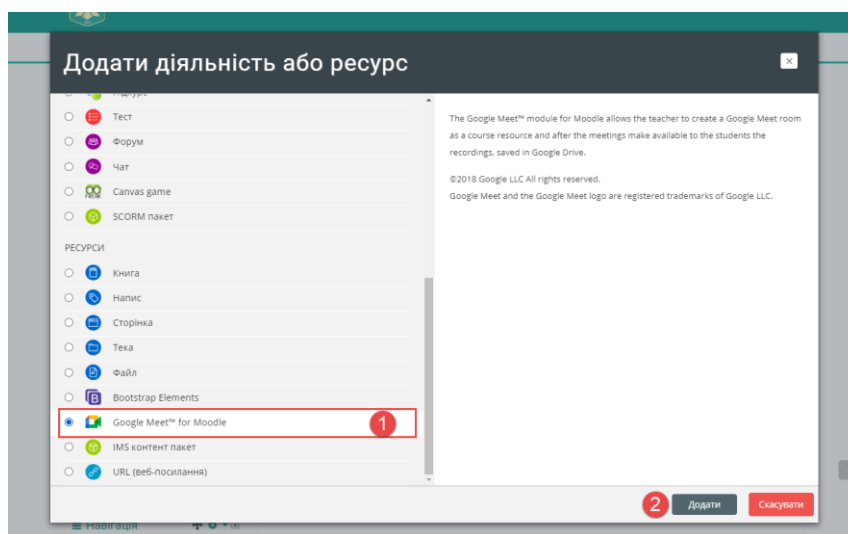 Додати діяльність або ресурс
Тест
Форум
Чат
Canvas game
SCORM пакет
РЕСУРСИ
Книга
Напис
Сторінка
Тека
Файл
Bootstrap Elements
Google Meet™ for Moodle
1
IMS контент пакет
URL (веб-посилання)
The Google Meet™ module for Moodle allows the teacher to create a Google Meet room
as a course resource and after the meetings make available to the students the
recordings. saved in Google Drive.
©2018 Google LLC All rights reserved.
Google Meet and the Google Meet logo are registered trademarks of Google LLC.
2
Додати
Скасувати
Навігація